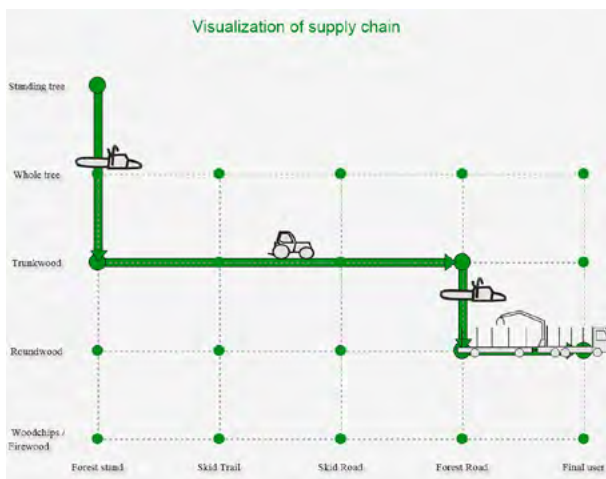 Visualization of supply chain
Standing tree
Whole tree
Trunkwood
Roundwood
Woodchips /
Firewood
Forest stand
Skid Trail
Skid Road
Forest Road
Final user